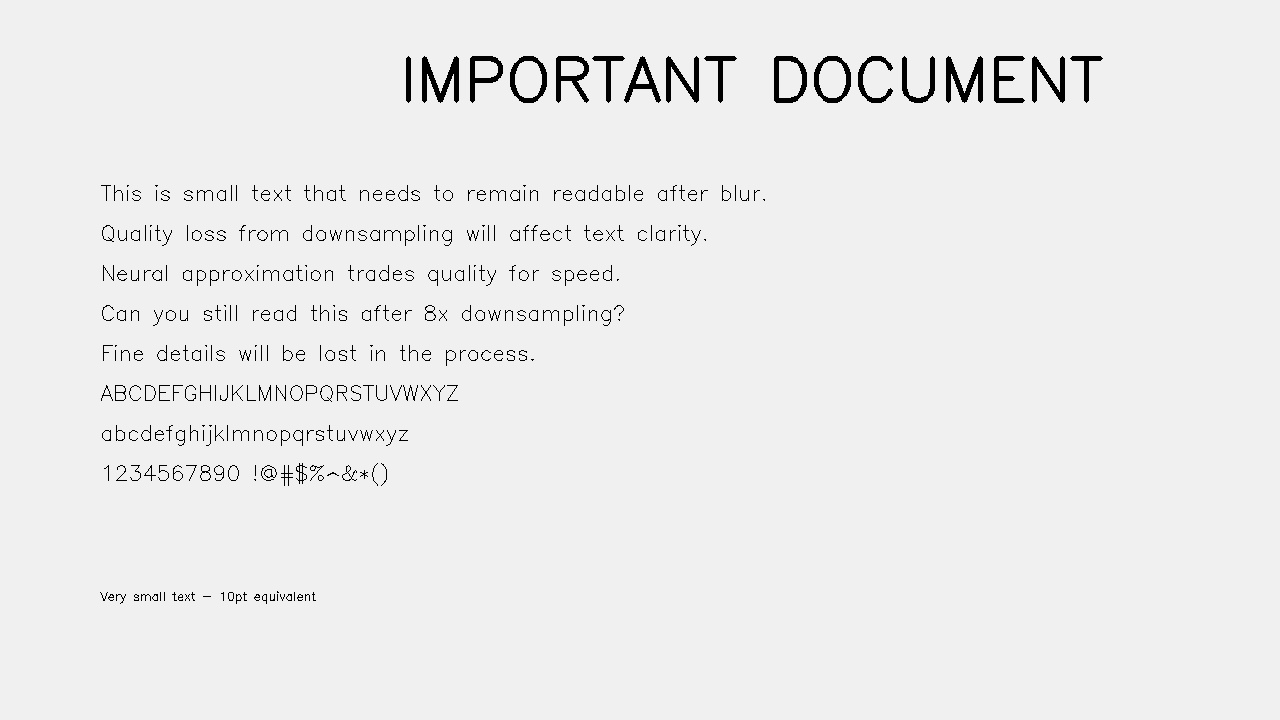 IMPORTANT DOCUMENT
This is small text that needs to remain readable after blur.
Quality loss from downsampling will affect text clarity.
Neural approximation trades quality for speed.
Can you still read this after 8x downsampling?
Fine details will be lost in the process.
ABCDEFGHIJKLMNOPQRSTUVWXYZ
abcdefghijklmnopqrstuvwxyz
1234567890 !@#$%^&*()
Very small text - 10pt equivalent